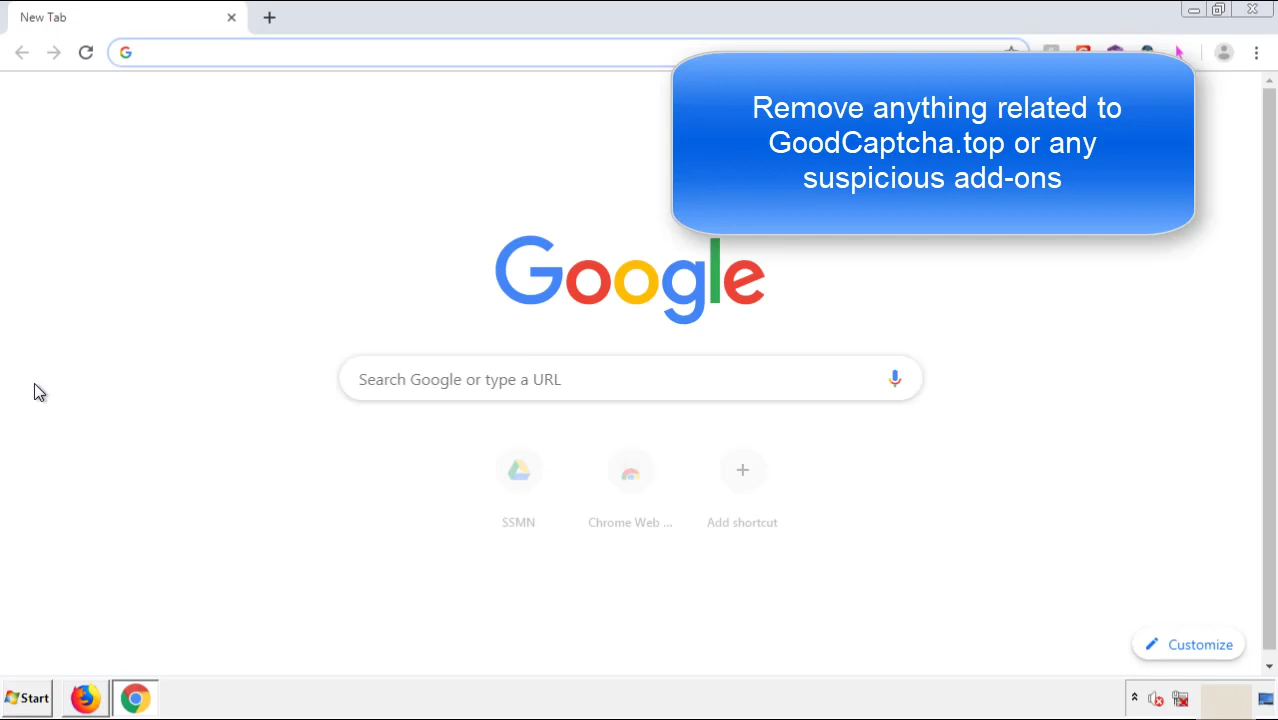 New Tab
Remove anything related to
GoodCaptcha.top or any
suspicious add-ons
Google
Search Google or type a URL
SSMN
Chrome Web ...
Add shortcut
Customize
Start